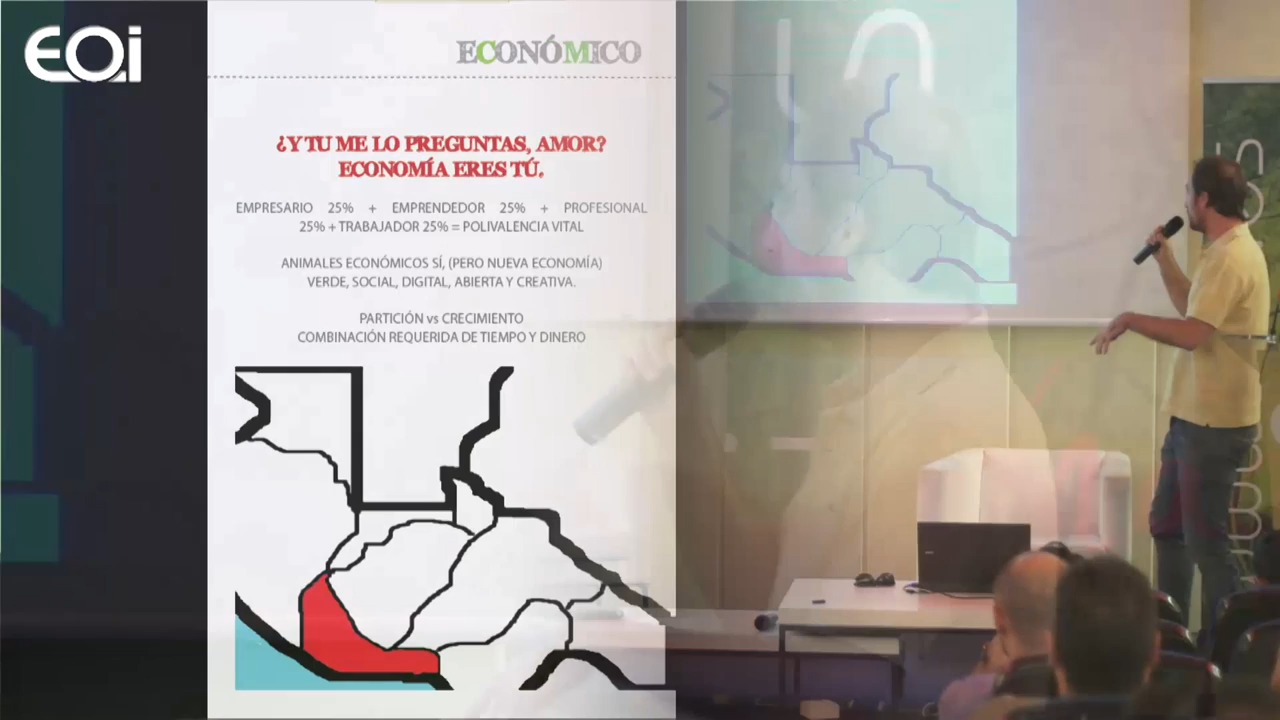 EOi
ECONÓMICO
¿Y TU ME LO PREGUNTAS, AMOR?
ECONOMÍA ERES TÚ.
EMPRESARIO 25% + EMPRENDEDOR 25% + PROFESIONAL
25% + TRABAJADOR 25% = POLIVALENCIA VITAL
ANIMALES ECONÓMICOS SÍ, (PERO NUEVA ECONOMÍA)
VERDE, SOCIAL, DIGITAL, ABIERTA Y CREATIVA.
PARTICIÓN vs CRECIMIENTO
COMBINACIÓN REQUERIDA DE TIEMPO Y DINERO